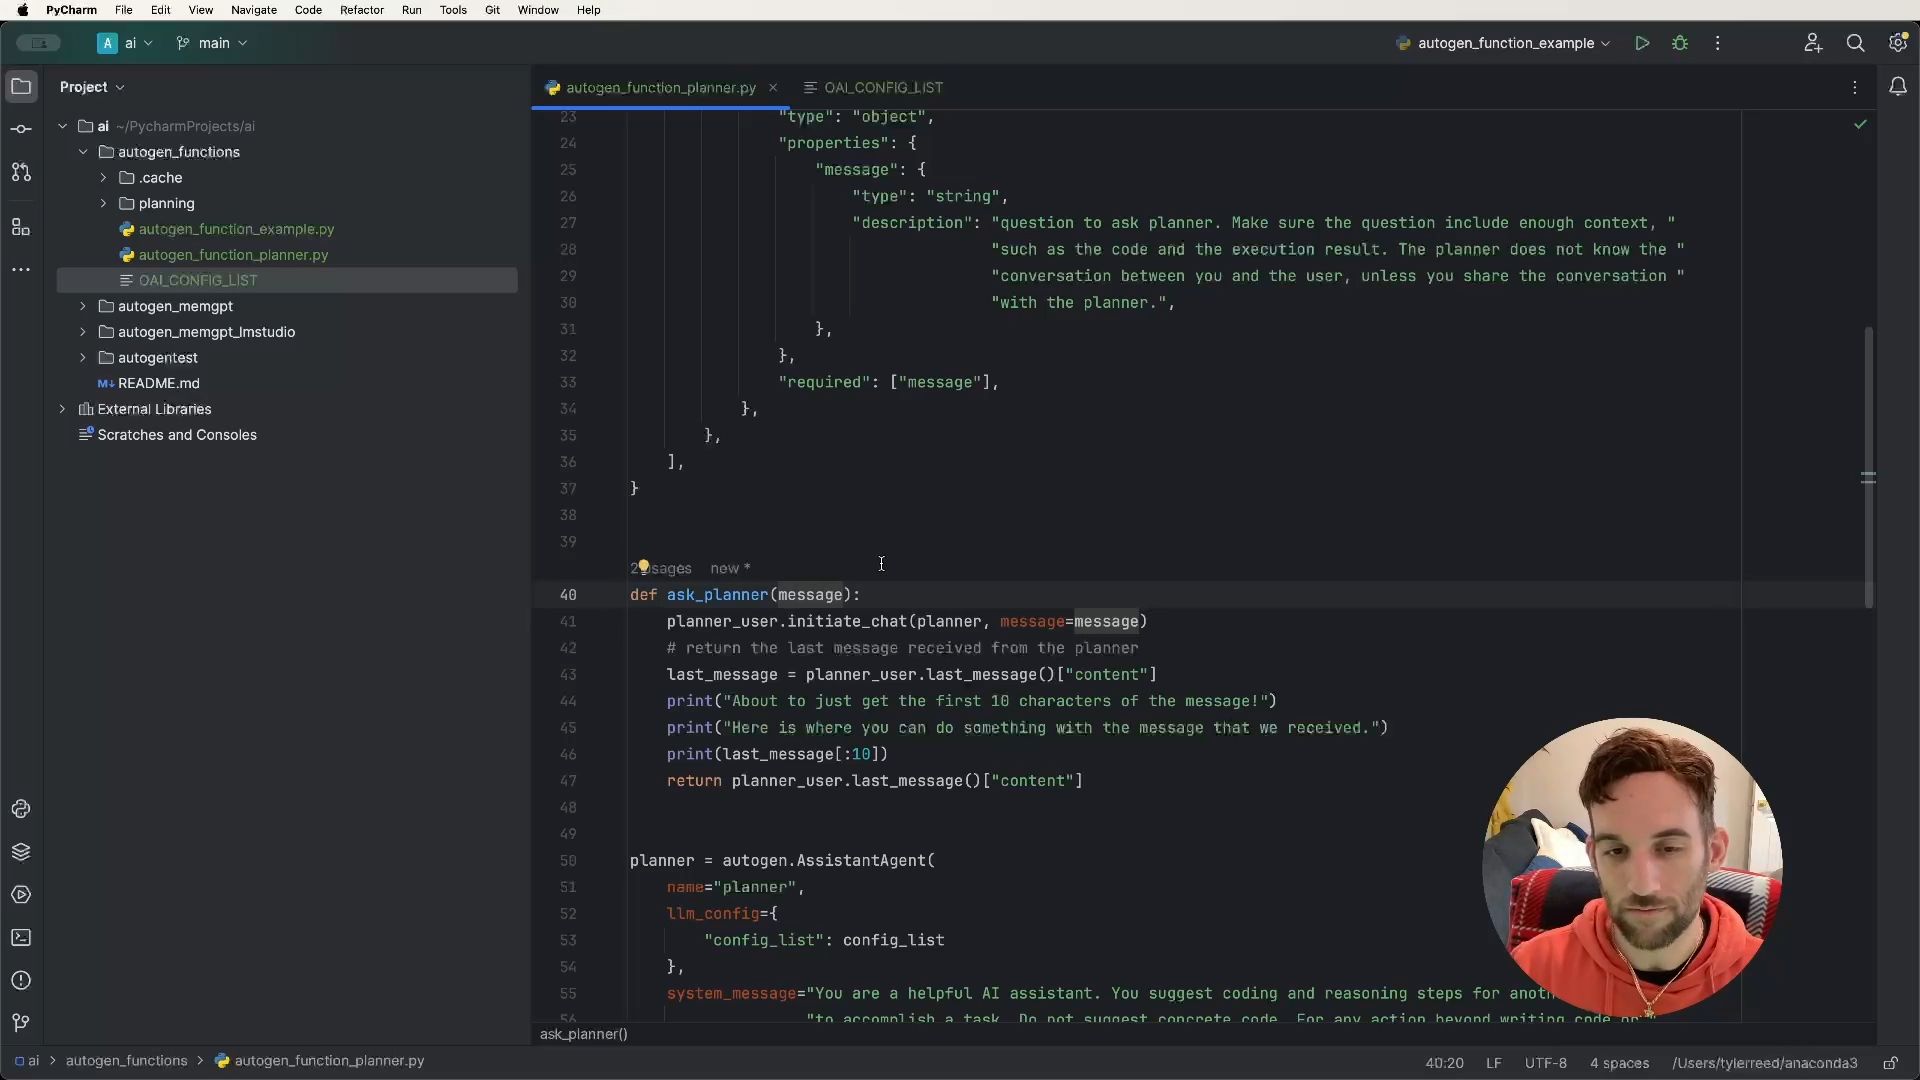 PyCharm File Edit View Navigate Code Refactor Run Tools Git Window Help
A ai main autogen_function_example
Project
autogen_function_planner.py OAI_CONFIG_LIST
ai ~/PycharmProjects/ai
autogen_functions
.cache
planning
autogen_function_example.py
autogen_function_planner.py
OAI_CONFIG_LIST
autogen_memgpt
autogen_memgpt_lmstudio
autogentest
M↓ README.md
External Libraries
Scratches and Consoles
23 "type": "object",
24 "properties": {
25 "message": {
26 "type": "string",
27 "description": "question to ask planner. Make sure the question include enough context, "
28 "such as the code and the execution result. The planner does not know the "
29 "conversation between you and the user, unless you share the conversation "
30 "with the planner.",
31 },
32 },
33 "required": ["message"],
34 },
35 },
36 ],
37 }
38
39
2 usages new *
40 def ask_planner(message):
41 planner_user.initiate_chat(planner, message=message)
42 # return the last message received from the planner
43 last_message = planner_user.last_message()["content"]
44 print("About to just get the first 10 characters of the message!")
45 print("Here is where you can do something with the message that we received.")
46 print(last_message[:10])
47 return planner_user.last_message()["content"]
48
49
50 planner = autogen.AssistantAgent(
51 name="planner",
52 llm_config={
53 "config_list": config_list
54 },
55 system_message="You are a helpful AI assistant. You suggest coding and reasoning steps for
56 "to accomplish a task. Do not suggest concrete code. For any action beyond writing code or "
ask_planner()
ai > autogen_functions > autogen_function_planner.py
40:20 LF UTF-8 4 spaces /Users/tylerreed/anaconda3